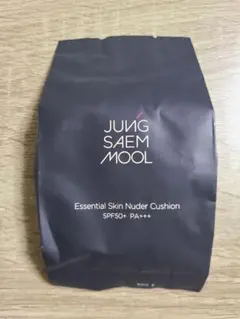 JUNG
SAEM
MOOL
Essential Skin Nuder Cushion
SPF50+ PA+++